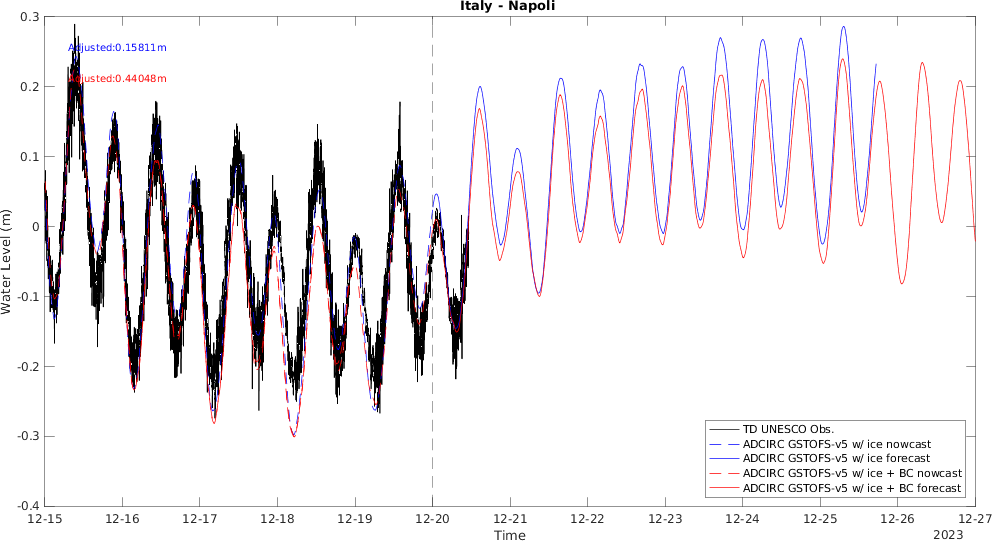 Italy - Napoli
0.3
Adjusted:0.15811m
Adjusted:0.44048m
0.2
0.1
0
-0.1
-0.2
-0.3
-0.4
Water Level (m)
TD UNESCO Obs.
ADCIRC GSTOFS-v5 w/ ice nowcast
ADCIRC GSTOFS-v5 w/ ice forecast
ADCIRC GSTOFS-v5 w/ ice + BC nowcast
ADCIRC GSTOFS-v5 w/ ice + BC forecast
12-15 12-16 12-17 12-18 12-19 12-20 12-21 12-22 12-23 12-24 12-25 12-26 12-27
Time
2023